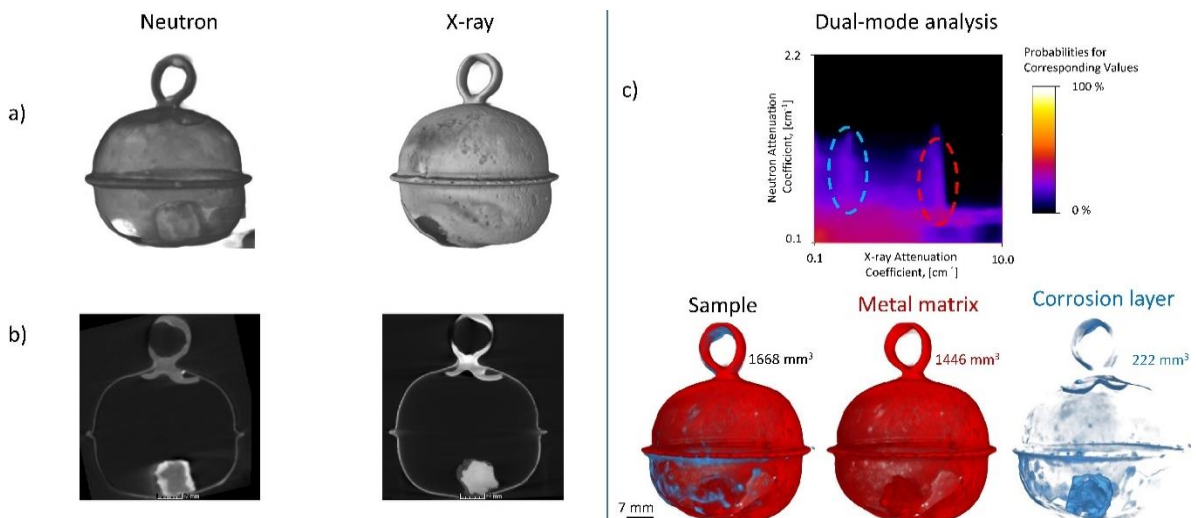 Neutron
X-ray
Dual-mode analysis
a)
c)
2.2
0.1
0.1
10.0
Neutron Attenuation
Coefficient, [cm⁻¹]
X-ray Attenuation
Coefficient, [cm⁻]
Probabilities for
Corresponding Values
100 %
0 %
b)
Sample
Metal matrix
Corrosion layer
1668 mm³
1446 mm³
222 mm³
7 mm